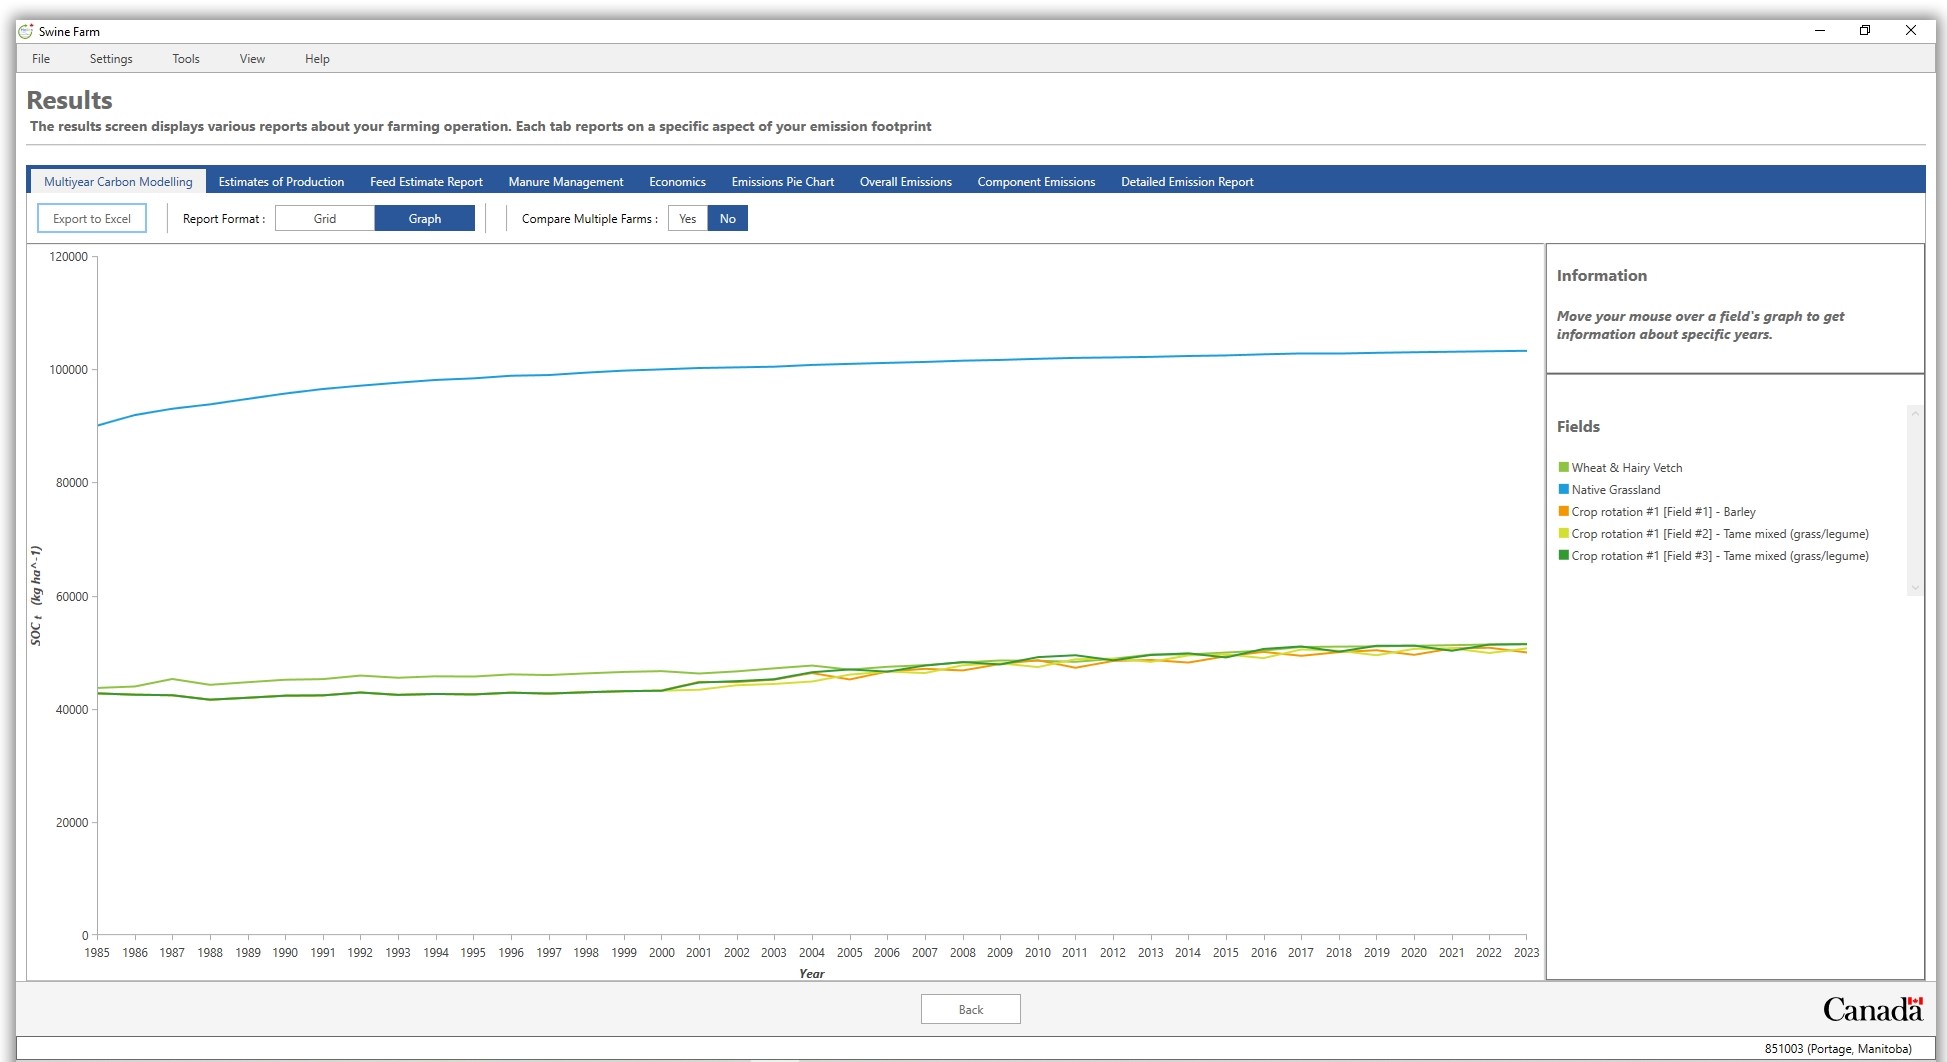 Swine Farm
File Settings Tools View Help
Results
The results screen displays various reports about your farming operation. Each tab reports on a specific aspect of your emission footprint
Multiyear Carbon Modelling Estimates of Production Feed Estimate Report Manure Management Economics Emissions Pie Chart Overall Emissions Component Emissions Detailed Emission Report
Export to Excel Report Format : Grid Graph Compare Multiple Farms : Yes No
120000
100000
80000
60000
40000
20000
0
SOC t (kg ha^-1)
1985 1986 1987 1988 1989 1990 1991 1992 1993 1994 1995 1996 1997 1998 1999 2000 2001 2002 2003 2004 2005 2006 2007 2008 2009 2010 2011 2012 2013 2014 2015 2016 2017 2018 2019 2020 2021 2022 2023
Year
Information
Move your mouse over a field's graph to get
information about specific years.
Fields
Wheat & Hairy Vetch
Native Grassland
Crop rotation #1 [Field #1] - Barley
Crop rotation #1 [Field #2] - Tame mixed (grass/legume)
Crop rotation #1 [Field #3] - Tame mixed (grass/legume)
Back
Canada
851003 (Portage, Manitoba)